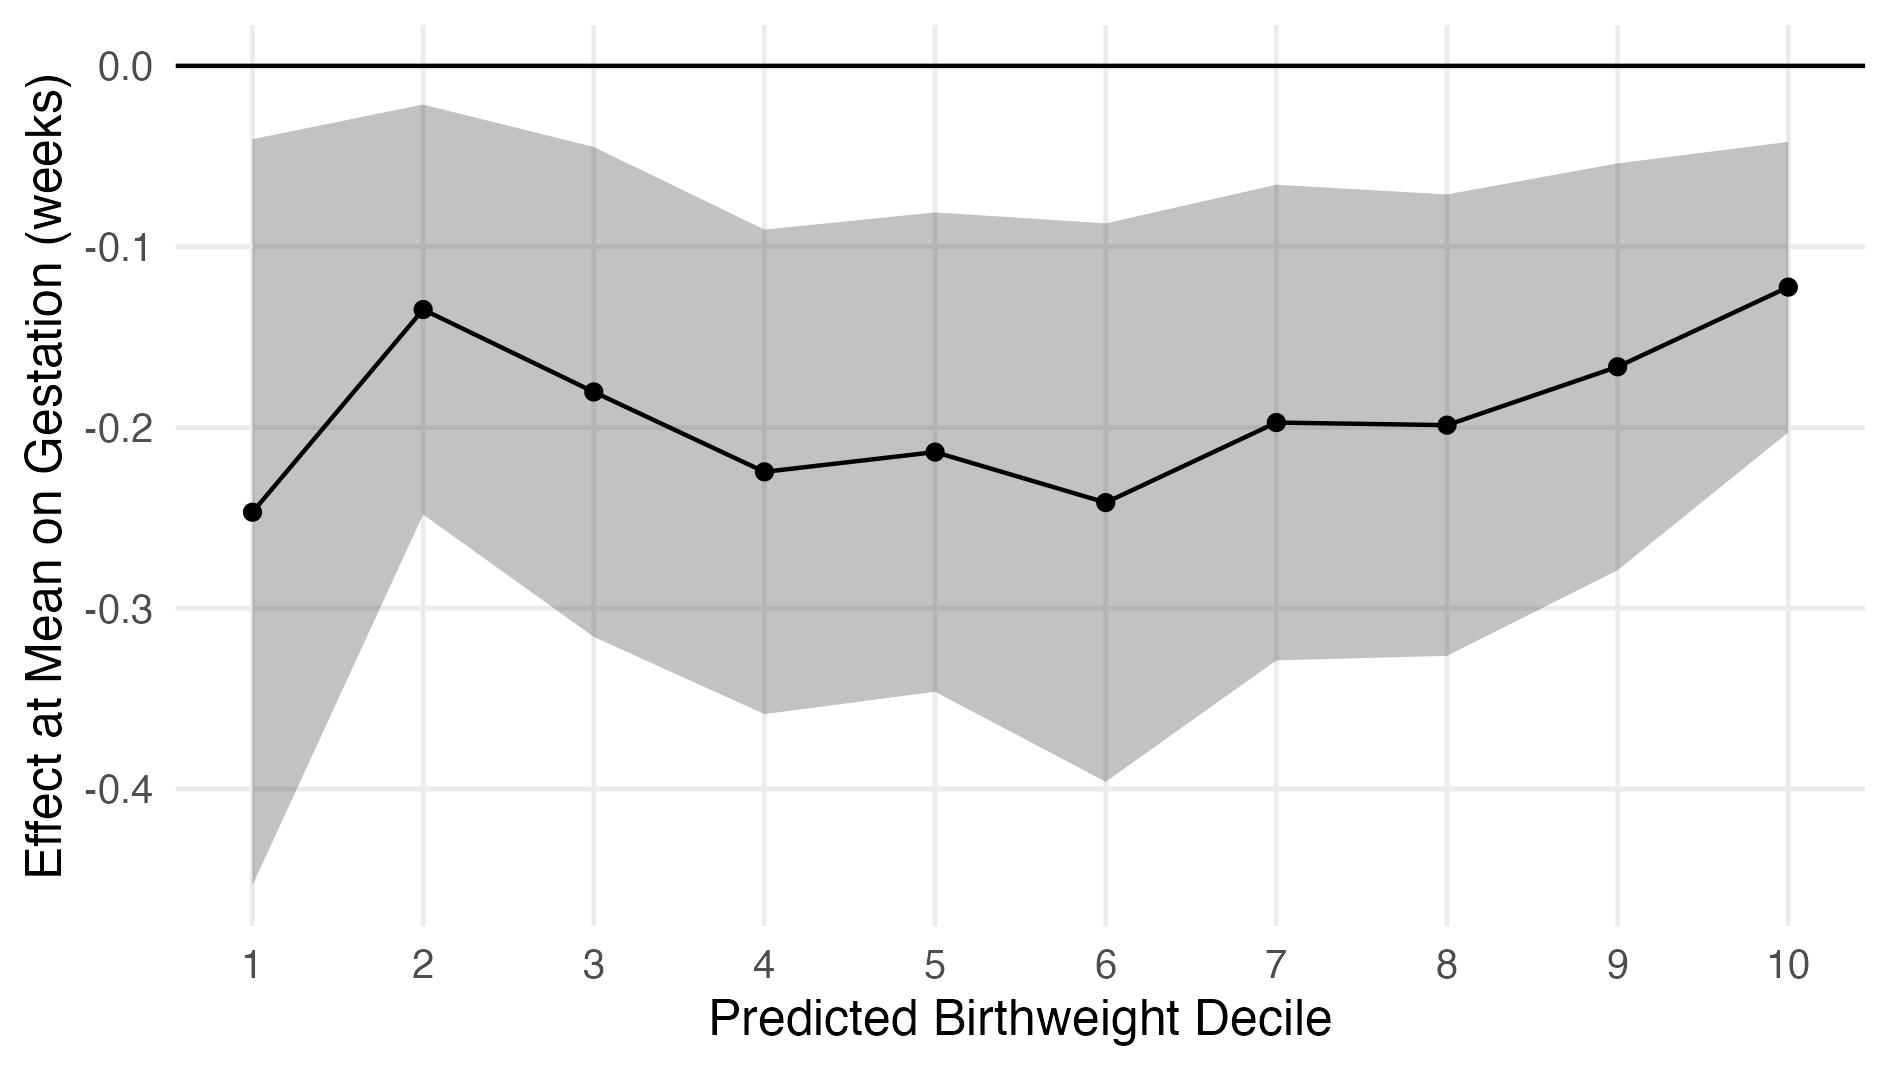 Effect at Mean on Gestation (weeks)
0.0
-0.1
-0.2
-0.3
-0.4
1 2 3 4 5 6 7 8 9 10
Predicted Birthweight Decile